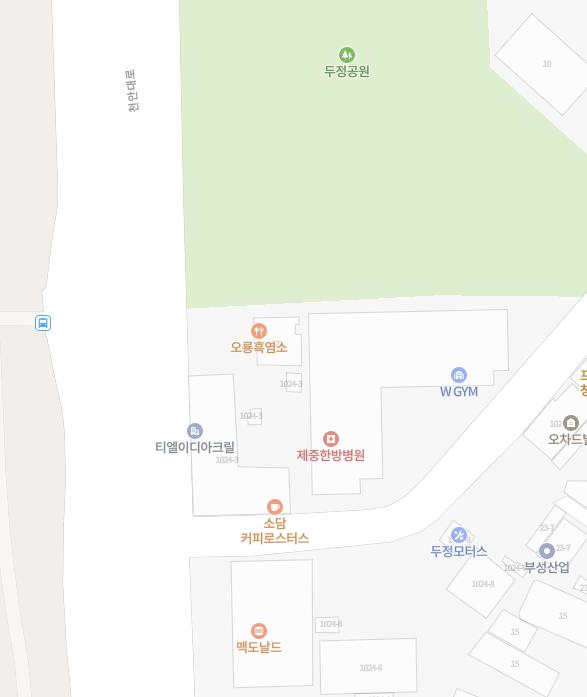 두정공원
10
천안대로
오룡흑염소
1024-3
W GYM
1024-3
티엘이디아크릴
1024-3
제중한방병원
오차드빌
소담
커피로스터스
두정모터스
23-7
23-7
부성산업
1024-8
15
맥도날드
1024-6
15
1024-6
15